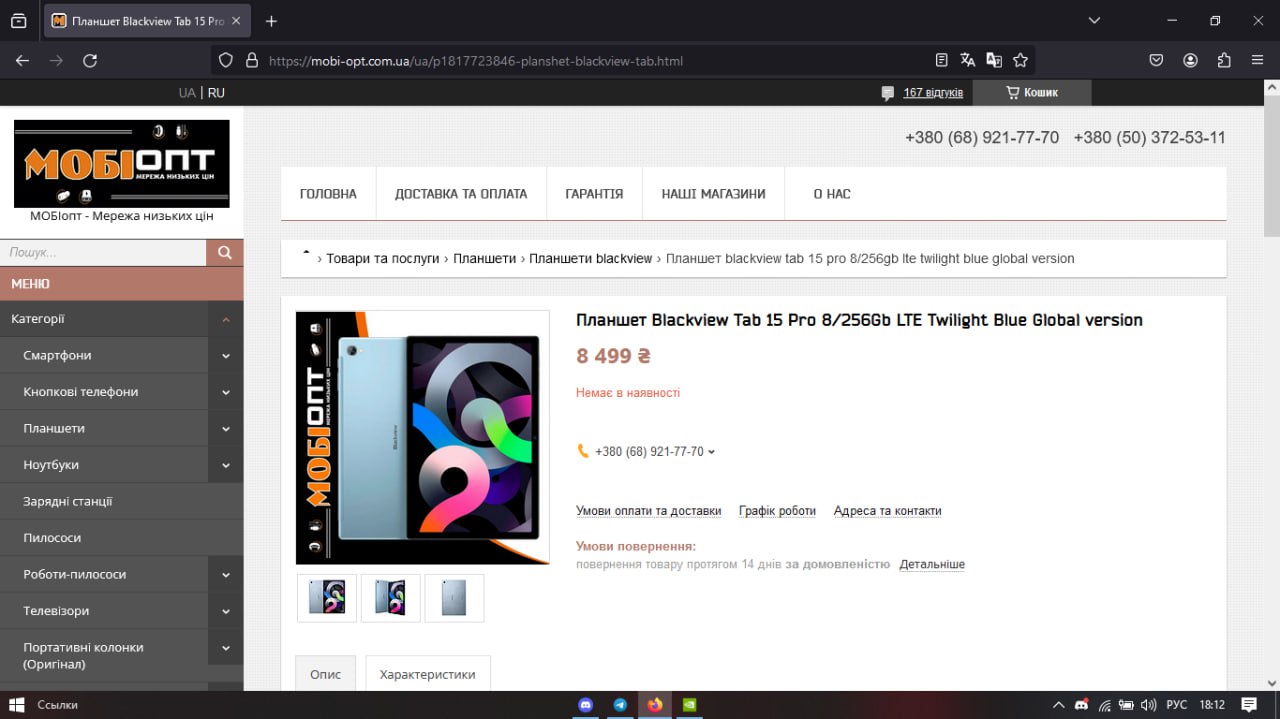 Планшет Blackview Tab 15 Pro
https://mobi-opt.com.ua/ua/p1817723846-planshet-blackview-tab.html
UA | RU
167 відгуків
Кошик
МОБІОПТ
МЕРЕЖА НИЗЬКИХ ЦІН
МОБІопт - Мережа низьких цін
+380 (68) 921-77-70 +380 (50) 372-53-11
ГОЛОВНА
ДОСТАВКА ТА ОПЛАТА
ГАРАНТІЯ
НАШІ МАГАЗИНИ
О НАС
Пошук...
МЕНЮ
Категорії
Смартфони
Кнопкові телефони
Планшети
Ноутбуки
Зарядні станції
Пилососи
Роботи-пилососи
Телевізори
Портативні колонки
(Оригінал)
› Товари та послуги › Планшети › Планшети blackview › Планшет blackview tab 15 pro 8/256gb lte twilight blue global version
МОБІОПТ
МЕРЕЖА НИЗЬКИХ ЦІН
Blackview
Планшет Blackview Tab 15 Pro 8/256Gb LTE Twilight Blue Global version
8 499 ₴
Немає в наявності
+380 (68) 921-77-70
Умови оплати та доставки
Графік роботи
Адреса та контакти
Умови повернення:
повернення товару протягом 14 днів за домовленістю Детальніше
Опис
Характеристики
Ссылки
РУС
18:12